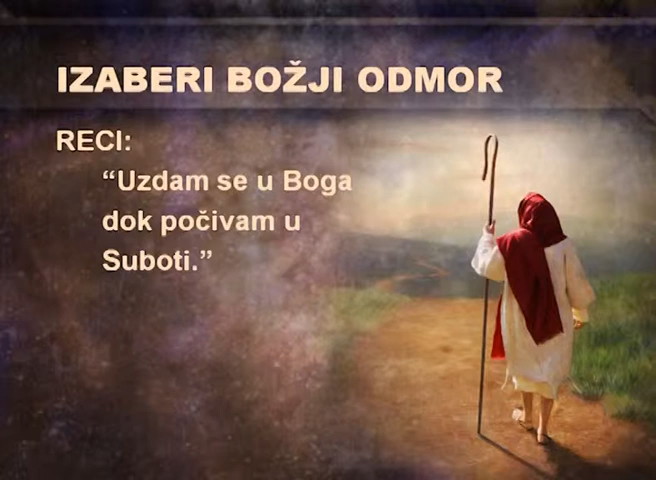 IZABERI BOŽJI ODMOR
RECI:
“Uzdam se u Boga
dok počivam u
Suboti.”